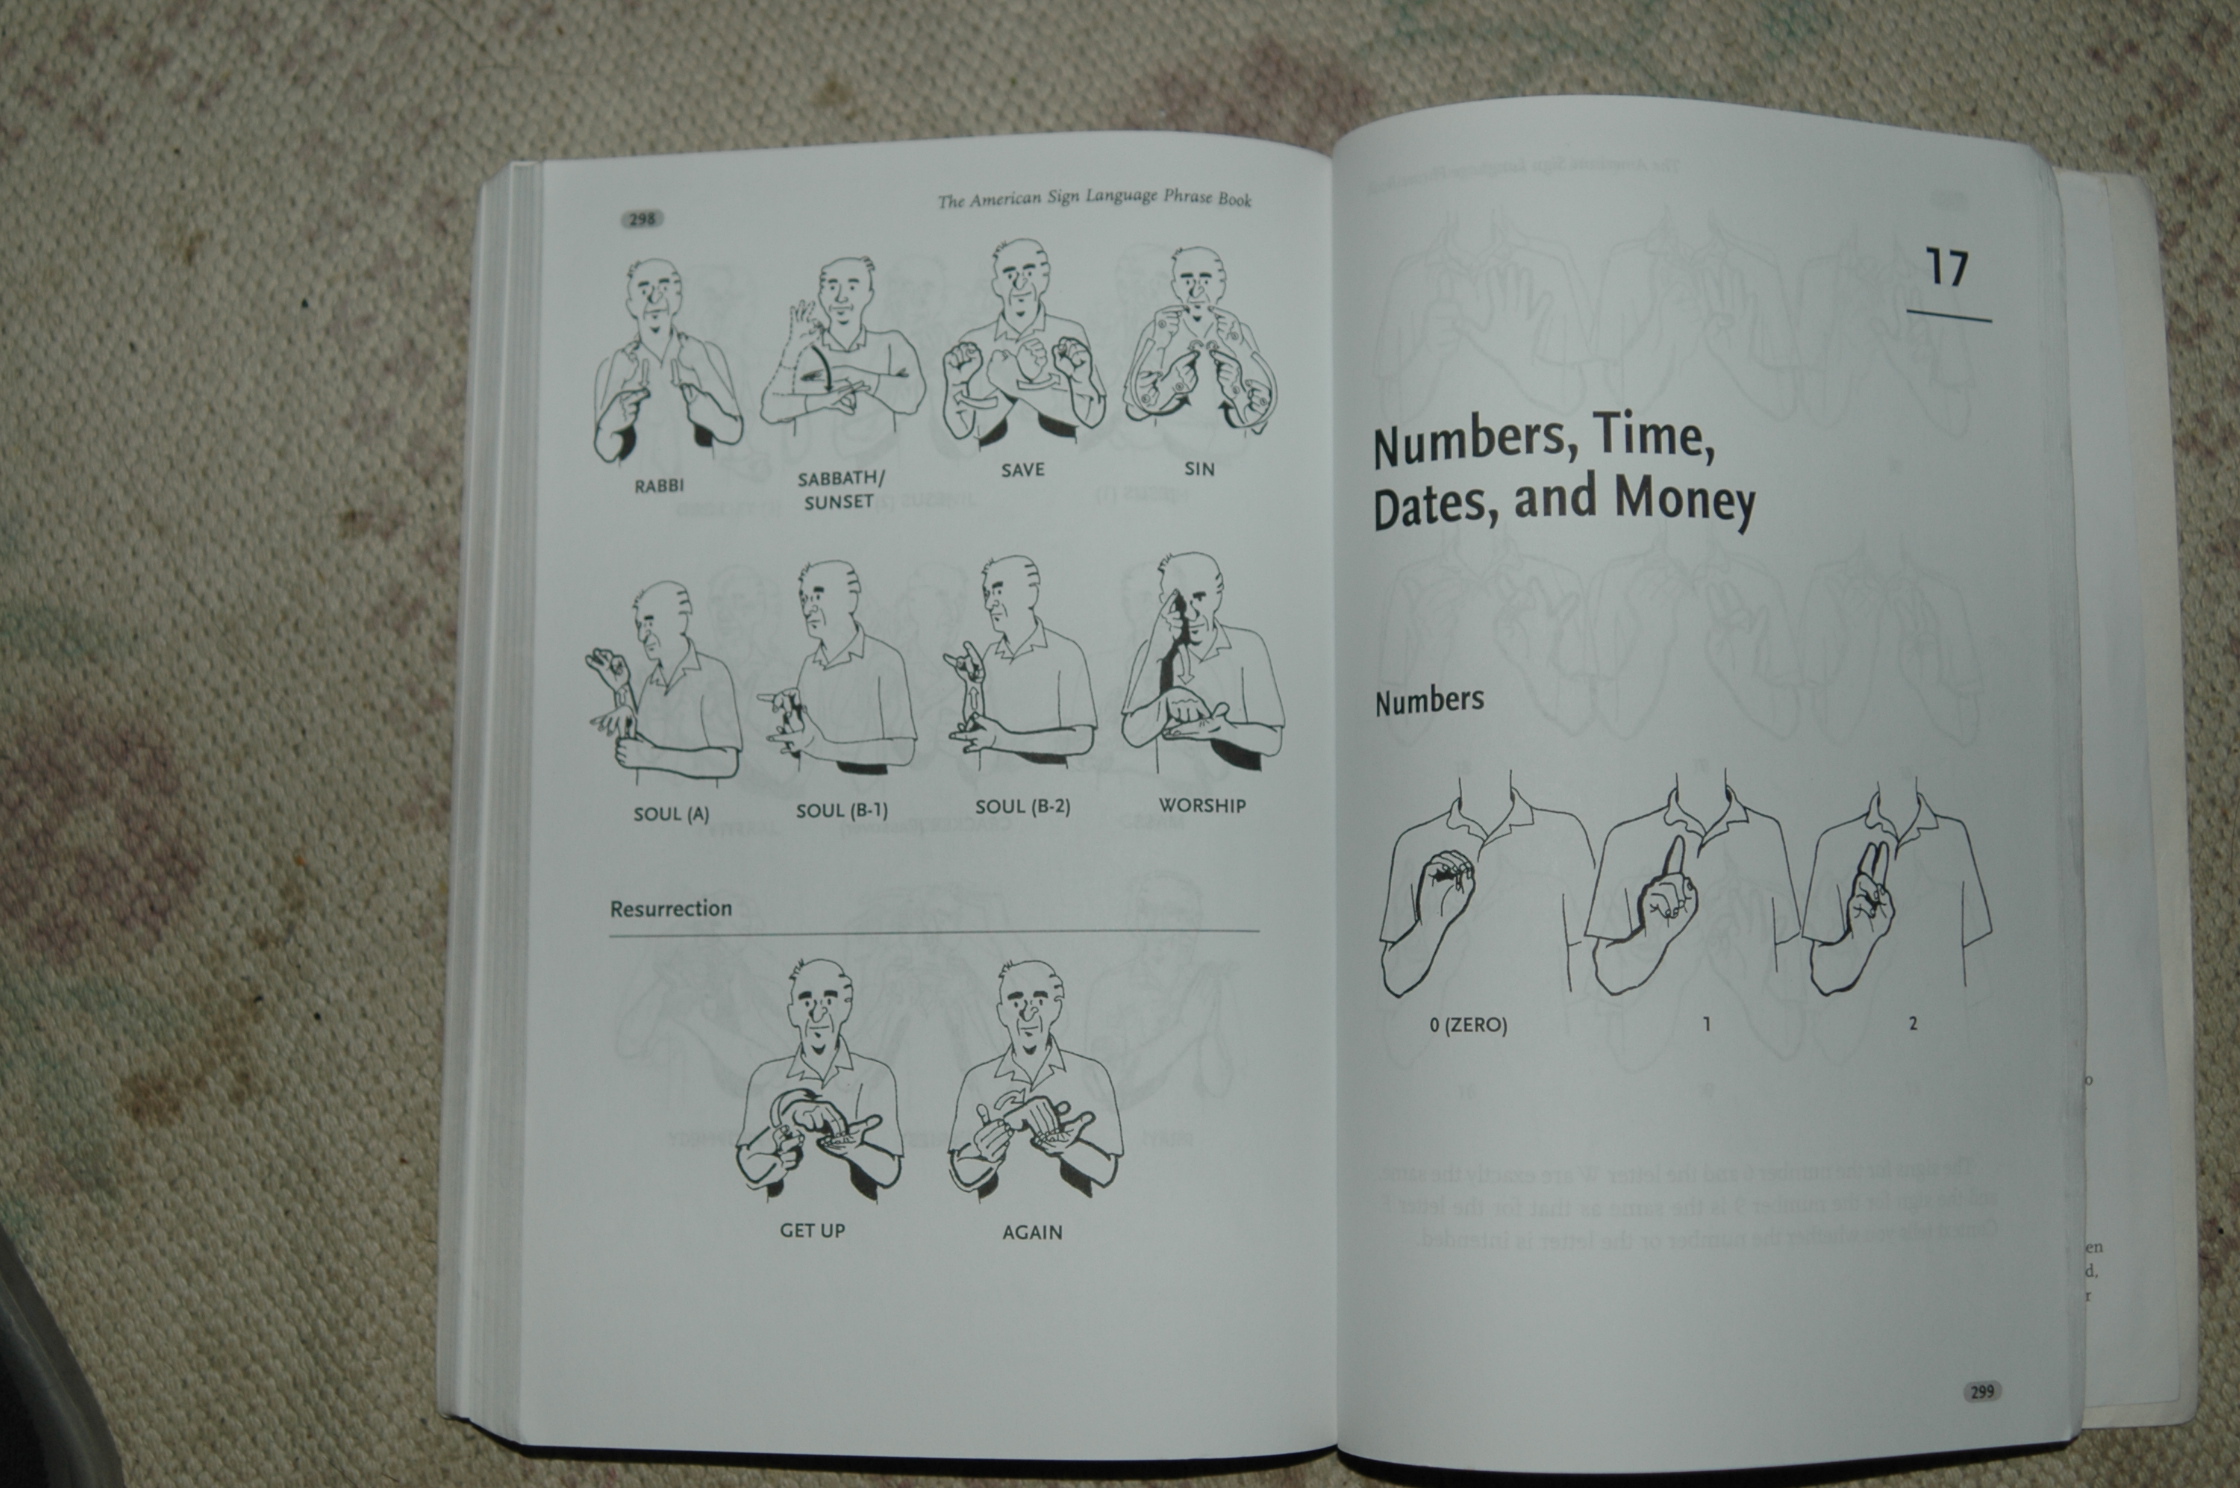 298
The American Sign Language Phrase Book
RABBI
SABBATH/
SUNSET
SAVE
SIN
SOUL (A)
SOUL (B-1)
SOUL (B-2)
WORSHIP
Resurrection
GET UP
AGAIN
17
Numbers, Time,
Dates, and Money
Numbers
0 (ZERO)
1
2
299
o
en
d,
r